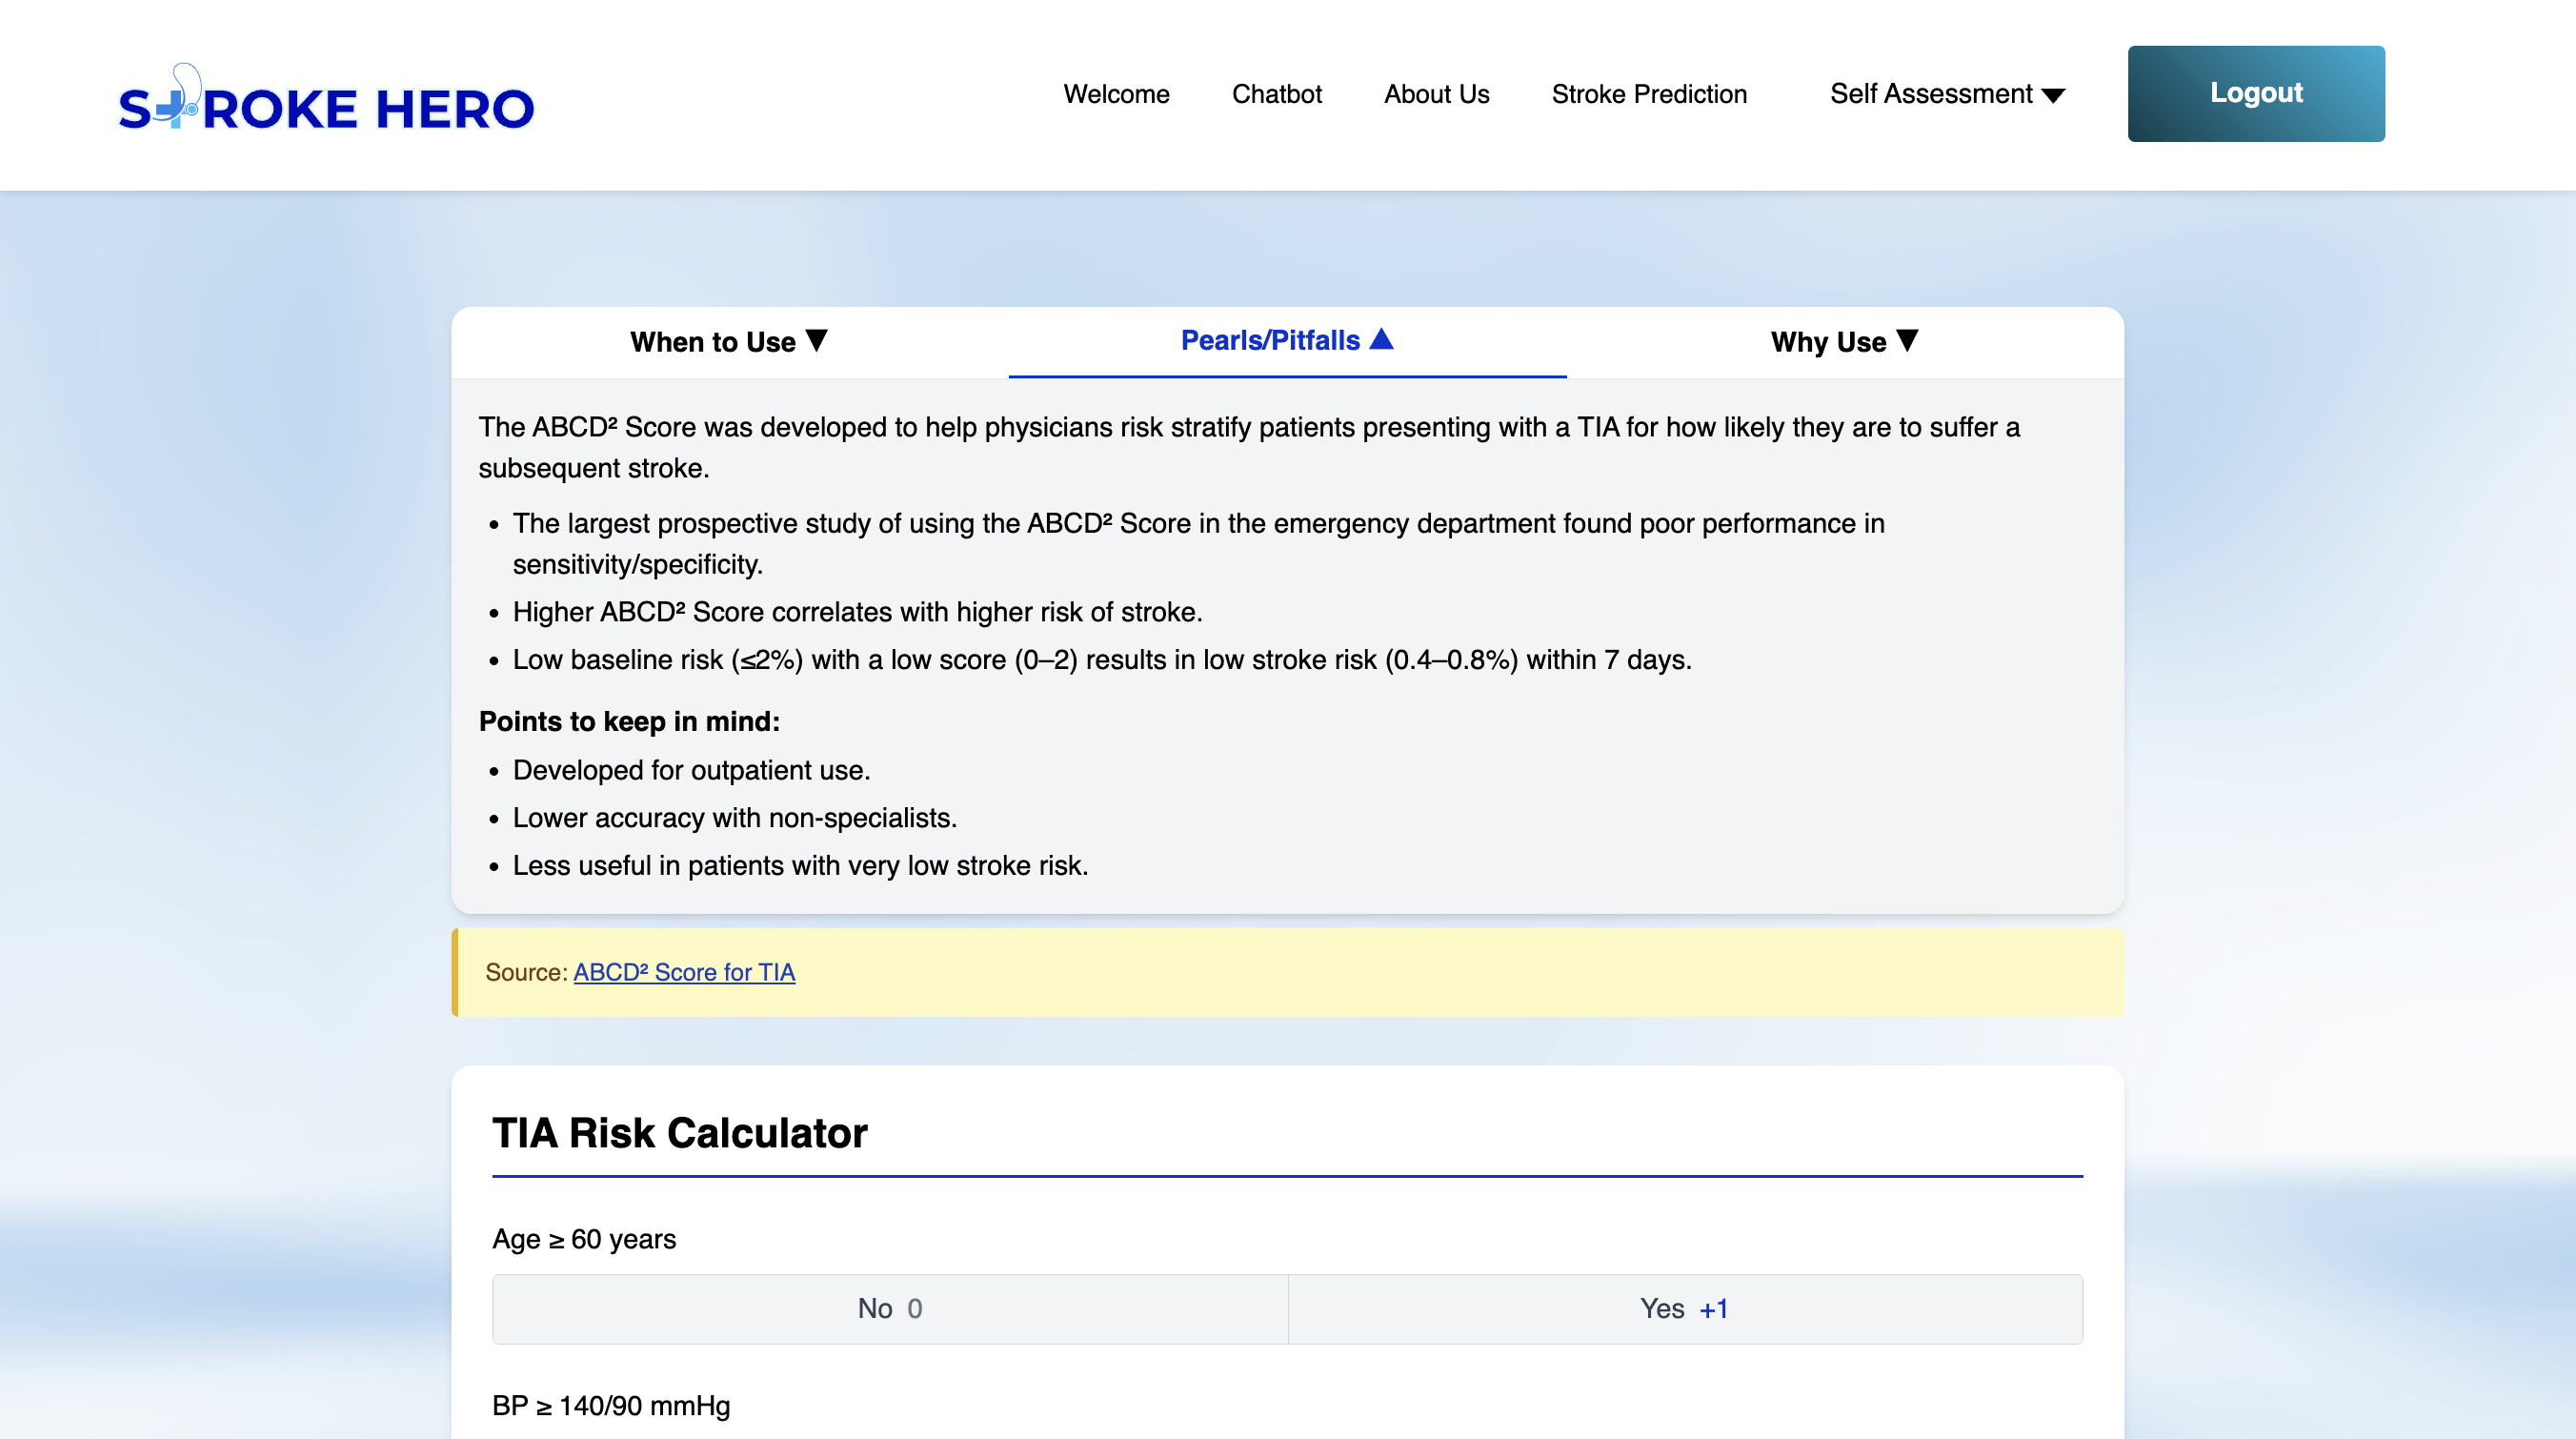 STROKE HERO
Welcome
Chatbot
About Us
Stroke Prediction
Self Assessment ▼
Logout
When to Use ▼
Pearls/Pitfalls ▲
Why Use ▼
The ABCD² Score was developed to help physicians risk stratify patients presenting with a TIA for how likely they are to suffer a
subsequent stroke.
• The largest prospective study of using the ABCD² Score in the emergency department found poor performance in
sensitivity/specificity.
• Higher ABCD² Score correlates with higher risk of stroke.
• Low baseline risk (≤2%) with a low score (0–2) results in low stroke risk (0.4–0.8%) within 7 days.
Points to keep in mind:
• Developed for outpatient use.
• Lower accuracy with non-specialists.
• Less useful in patients with very low stroke risk.
Source: ABCD² Score for TIA
TIA Risk Calculator
Age ≥ 60 years
No 0
Yes +1
BP ≥ 140/90 mmHg